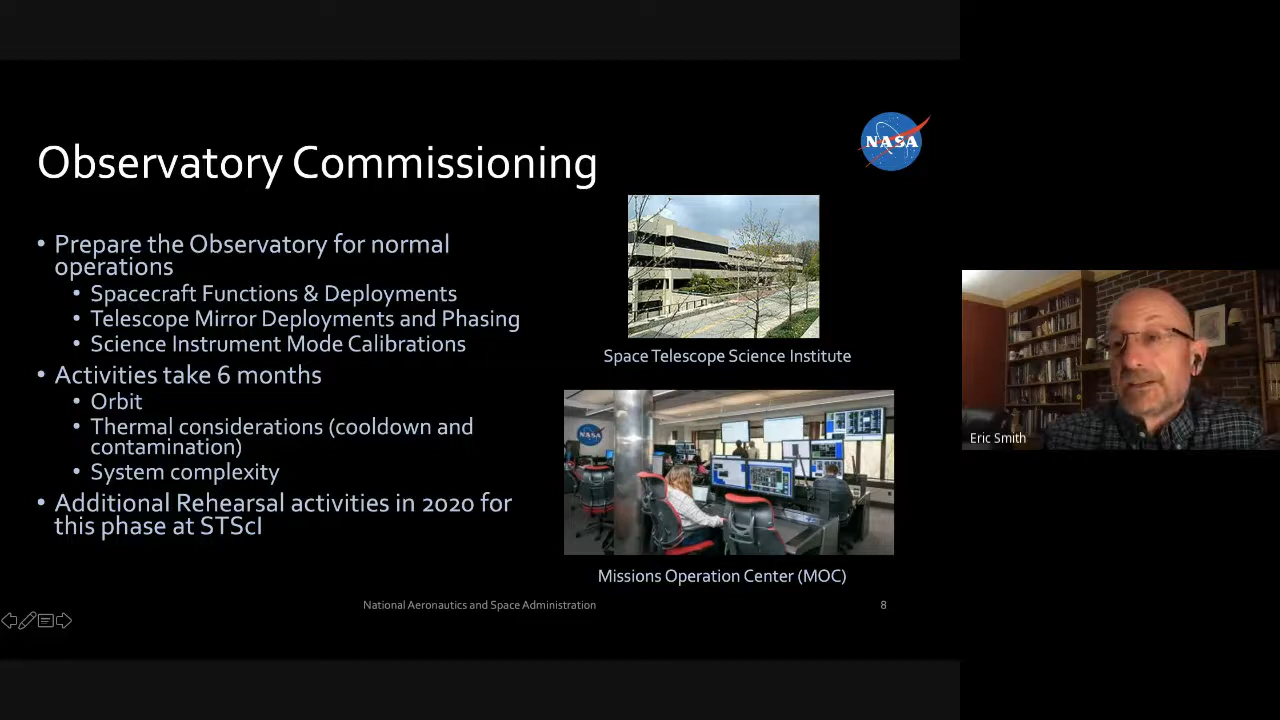 NASA
Observatory Commissioning
• Prepare the Observatory for normal
operations
• Spacecraft Functions & Deployments
• Telescope Mirror Deployments and Phasing
• Science Instrument Mode Calibrations
• Activities take 6 months
• Orbit
• Thermal considerations (cooldown and
contamination)
• System complexity
• Additional Rehearsal activities in 2020 for
this phase at STScI
Space Telescope Science Institute
NASA
Missions Operation Center (MOC)
National Aeronautics and Space Administration
8
Eric Smith